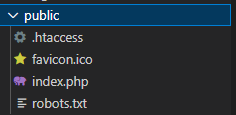 public
.htaccess
favicon.ico
index.php
robots.txt